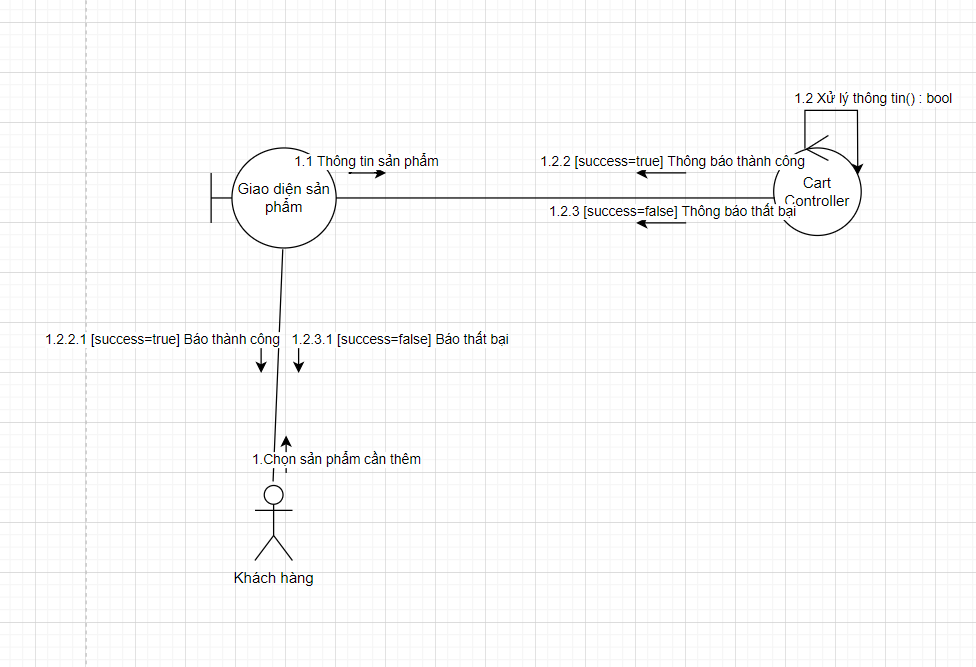 1.2 Xử lý thông tin() : bool
1.1 Thông tin sản phẩm
1.2.2 [success=true] Thông báo thành công
Giao diện sản
phẩm
Cart
Controller
1.2.3 [success=false] Thông báo thất bại
1.2.2.1 [success=true] Báo thành công
1.2.3.1 [success=false] Báo thất bại
1.Chọn sản phẩm cần thêm
Khách hàng